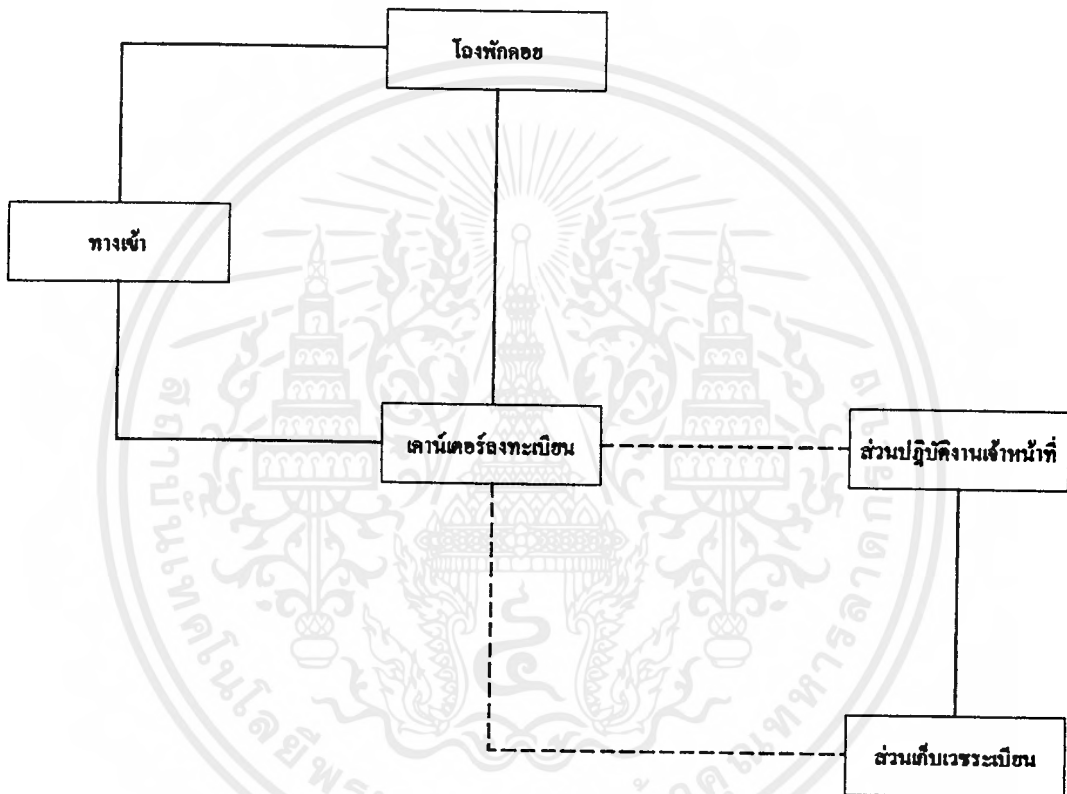 โถงพักคอย
ทางเข้า
เคาน์เตอร์ลงทะเบียน
ส่วนปฏิบัติงานเจ้าหน้าที่
ส่วนเก็บเวชระเบียน